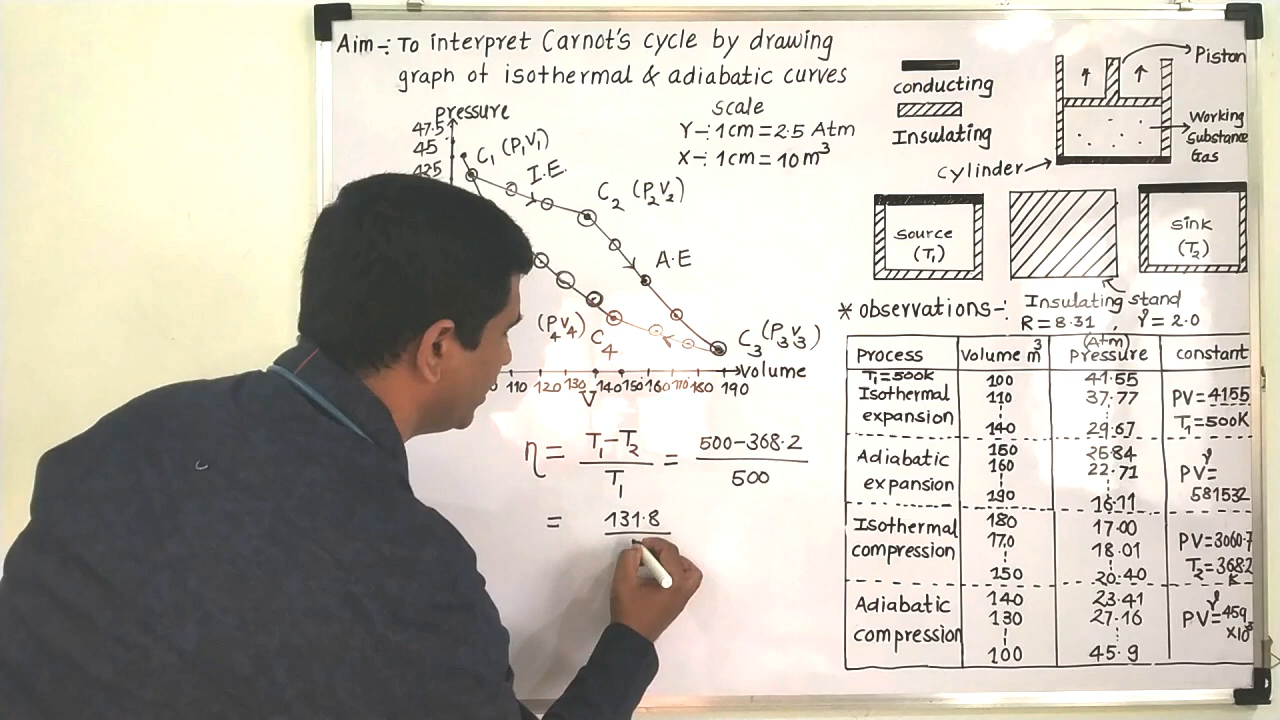 Aim-: To interpret Carnot's cycle by drawing
graph of isothermal & adiabatic curves
Pressure
47.5
45
425
C₁ (P₁V₁)
I.E.
C₂ (P₂V₂)
A.E
(P₄V₄)
C₄
C₃ (P₃V₃)
Volume
110 120 130 140 150 160 170 180 190
V
Scale
Y-: 1cm = 2.5 Atm
X-: 1cm = 10m³
η = T₁-T₂ / T₁ = 500-368.2 / 500
= 131.8
conducting
Insulating
Piston
Working
Substance
Gas
Cylinder
Source
(T₁)
Sink
(T₂)
Insulating stand
* observations-:
R = 8.31 , γ = 2.0
Process Volume m³ (Atm) Pressure constant
T₁=500K 100 41.55
Isothermal 110 37.77 PV = 4155
expansion 140 29.67 T₁=500K
150 25.84
Adiabatic 160 22.71 PVγ=
expansion 190 16.11 581532
Isothermal 180 17.00
compression 170 18.01 PV=3060.7
150 20.40 T₂=368.2 K
Adiabatic 140 23.41
compression 130 27.16 PVγ=459 ×10³
100 45.9